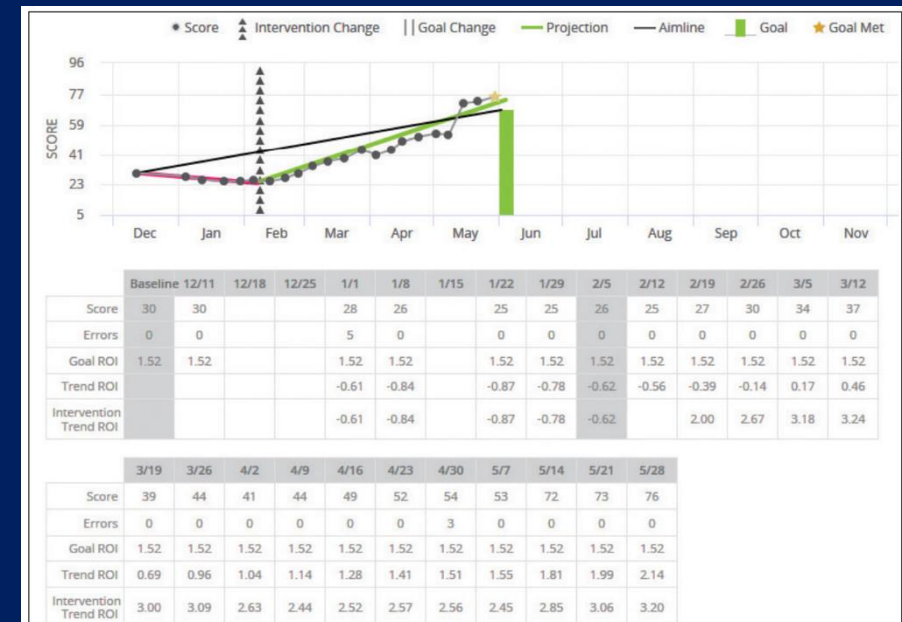 Score Intervention Change Goal Change Projection Aimline Goal Goal Met
96
77
59
41
23
5
SCORE
Dec Jan Feb Mar Apr May Jun Jul Aug Sep Oct Nov
Baseline 12/11 12/18 12/25 1/1 1/8 1/15 1/22 1/29 2/5 2/12 2/19 2/26 3/5 3/12
Score 30 30 28 26 25 25 26 25 27 30 34 37
Errors 0 0 5 0 0 0 0 0 0 0 0 0
Goal ROI 1.52 1.52 1.52 1.52 1.52 1.52 1.52 1.52 1.52 1.52 1.52 1.52
Trend ROI -0.61 -0.84 -0.87 -0.78 -0.62 -0.56 -0.39 -0.14 0.17 0.46
Intervention
Trend ROI -0.61 -0.84 -0.87 -0.78 -0.62 2.00 2.67 3.18 3.24
3/19 3/26 4/2 4/9 4/16 4/23 4/30 5/7 5/14 5/21 5/28
Score 39 44 41 44 49 52 54 53 72 73 76
Errors 0 0 0 0 0 0 3 0 0 0 0
Goal ROI 1.52 1.52 1.52 1.52 1.52 1.52 1.52 1.52 1.52 1.52 1.52
Trend ROI 0.69 0.96 1.04 1.14 1.28 1.41 1.51 1.55 1.81 1.99 2.14
Intervention
Trend ROI 3.00 3.09 2.63 2.44 2.52 2.57 2.56 2.45 2.85 3.06 3.20